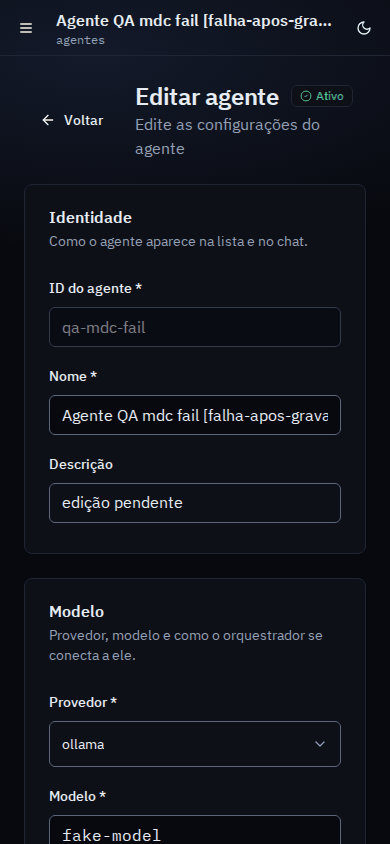 Agente QA mdc fail [falha-apos-gra...
agentes
Voltar
Editar agente
Ativo
Edite as configurações do
agente
Identidade
Como o agente aparece na lista e no chat.
ID do agente *
qa-mdc-fail
Nome *
Agente QA mdc fail [falha-apos-grava
Descrição
edição pendente
Modelo
Provedor, modelo e como o orquestrador se
conecta a ele.
Provedor *
ollama
Modelo *
fake-model